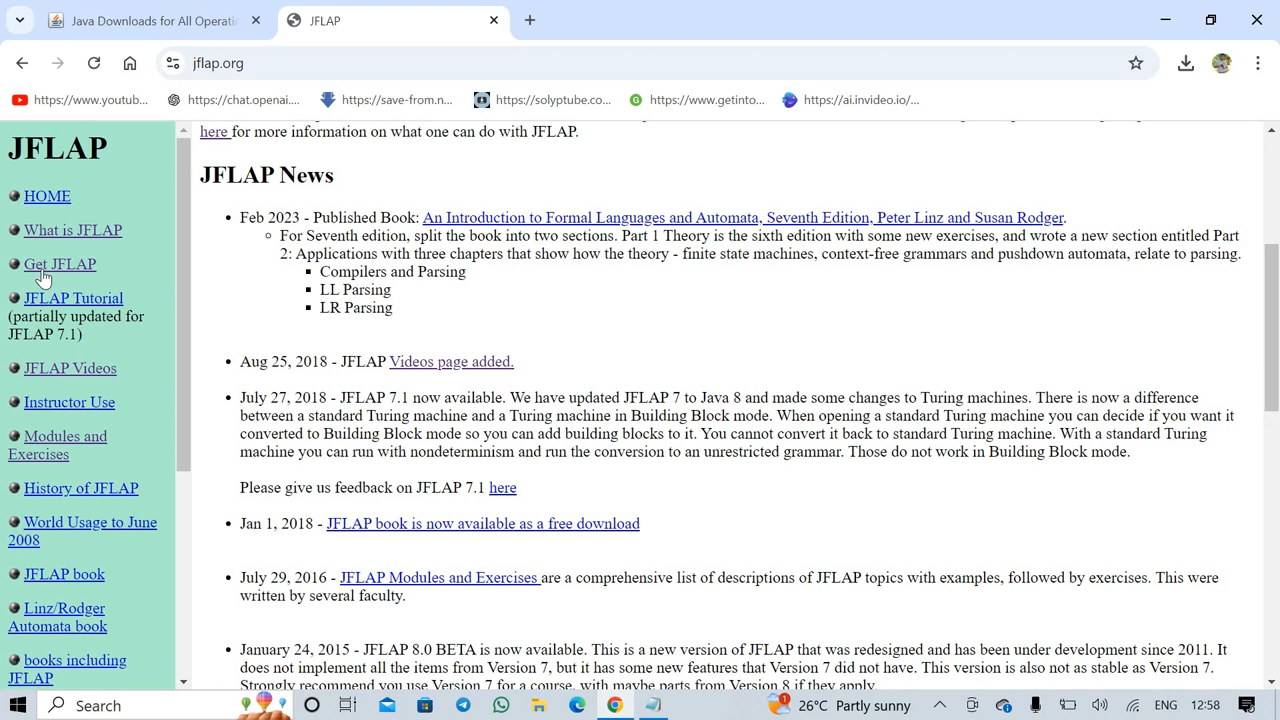 Java Downloads for All Operati
JFLAP
jflap.org
https://www.youtub...
https://chat.openai....
https://save-from.n...
https://solyptube.co...
https://www.getinto...
https://ai.invideo.io/...
JFLAP
HOME
What is JFLAP
Get JFLAP
JFLAP Tutorial
(partially updated for
JFLAP 7.1)
JFLAP Videos
Instructor Use
Modules and
Exercises
History of JFLAP
World Usage to June
2008
JFLAP book
Linz/Rodger
Automata book
books including
JFLAP
here for more information on what one can do with JFLAP.
JFLAP News
Feb 2023 - Published Book: An Introduction to Formal Languages and Automata, Seventh Edition, Peter Linz and Susan Rodger.
For Seventh edition, split the book into two sections. Part 1 Theory is the sixth edition with some new exercises, and wrote a new section entitled Part
2: Applications with three chapters that show how the theory - finite state machines, context-free grammars and pushdown automata, relate to parsing.
Compilers and Parsing
LL Parsing
LR Parsing
Aug 25, 2018 - JFLAP Videos page added.
July 27, 2018 - JFLAP 7.1 now available. We have updated JFLAP 7 to Java 8 and made some changes to Turing machines. There is now a difference
between a standard Turing machine and a Turing machine in Building Block mode. When opening a standard Turing machine you can decide if you want it
converted to Building Block mode so you can add building blocks to it. You cannot convert it back to standard Turing machine. With a standard Turing
machine you can run with nondeterminism and run the conversion to an unrestricted grammar. Those do not work in Building Block mode.
Please give us feedback on JFLAP 7.1 here
Jan 1, 2018 - JFLAP book is now available as a free download
July 29, 2016 - JFLAP Modules and Exercises are a comprehensive list of descriptions of JFLAP topics with examples, followed by exercises. This were
written by several faculty.
January 24, 2015 - JFLAP 8.0 BETA is now available. This is a new version of JFLAP that was redesigned and has been under development since 2011. It
does not implement all the items from Version 7, but it has some new features that Version 7 did not have. This version is also not as stable as Version 7.
Strongly recommend you use Version 7 for a course, with maybe parts from Version 8 if they apply.
Search
1
26°C Partly sunny
ENG
12:58